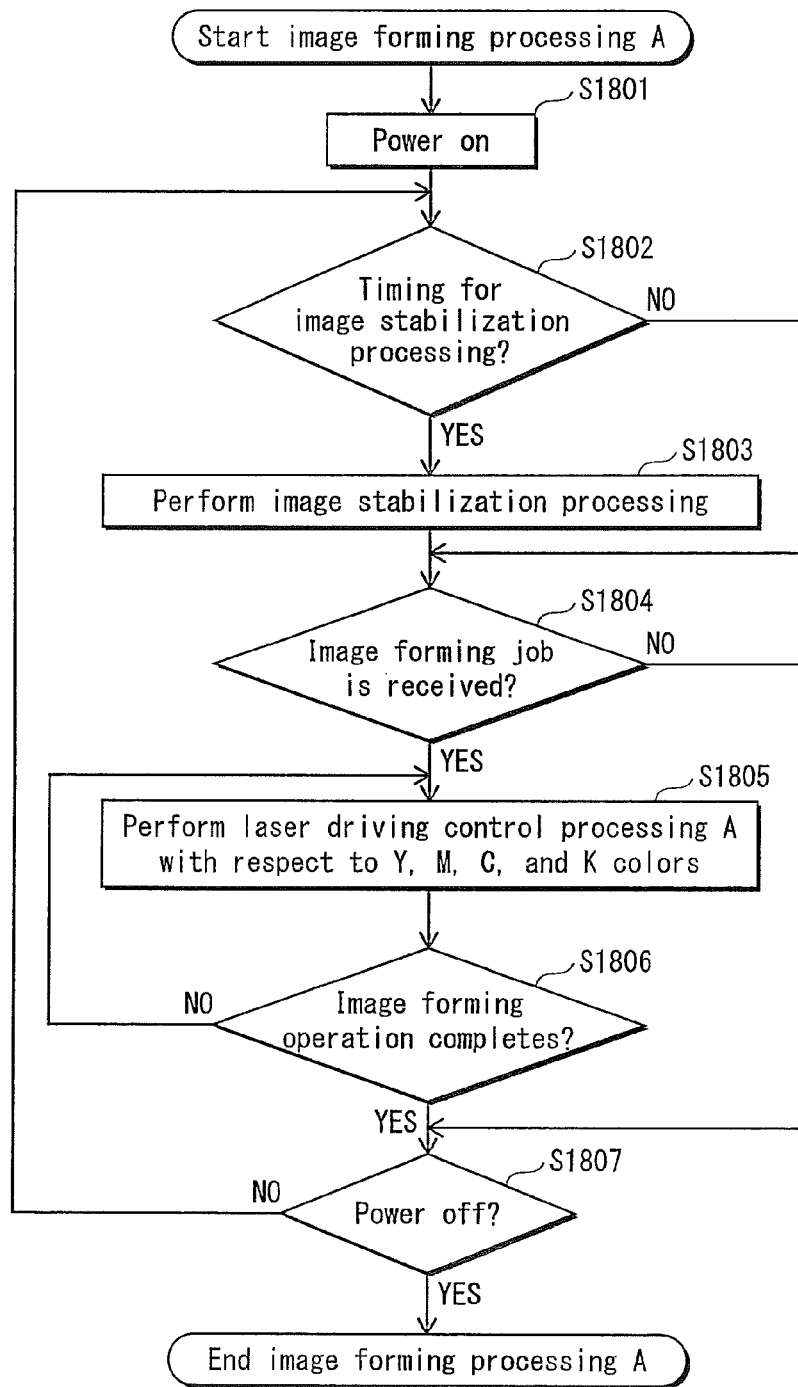 Start image forming processing A
S1801
Power on
S1802
Timing for
image stabilization
processing?
NO
YES
S1803
Perform image stabilization processing
S1804
Image forming job
is received?
NO
YES
S1805
Perform laser driving control processing A
with respect to Y, M, C, and K colors
S1806
NO
Image forming
operation completes?
YES
S1807
NO
Power off?
YES
End image forming processing A